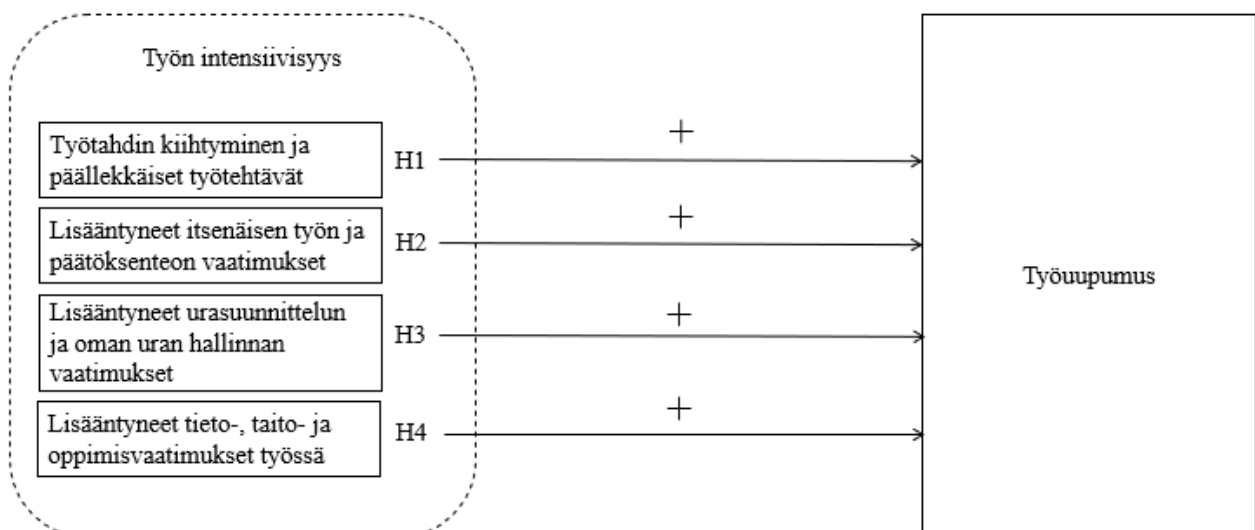 Työn intensiivisyys
Työtahdin kiihtyminen ja
päällekkäiset työtehtävät
H1
+
Lisääntyneet itsenäisen työn ja
päätöksenteon vaatimukset
H2
+
Lisääntyneet urasuunnittelun
ja oman uran hallinnan
vaatimukset
H3
+
Lisääntyneet tieto-, taito- ja
oppimisvaatimukset työssä
H4
+
Työuupumus